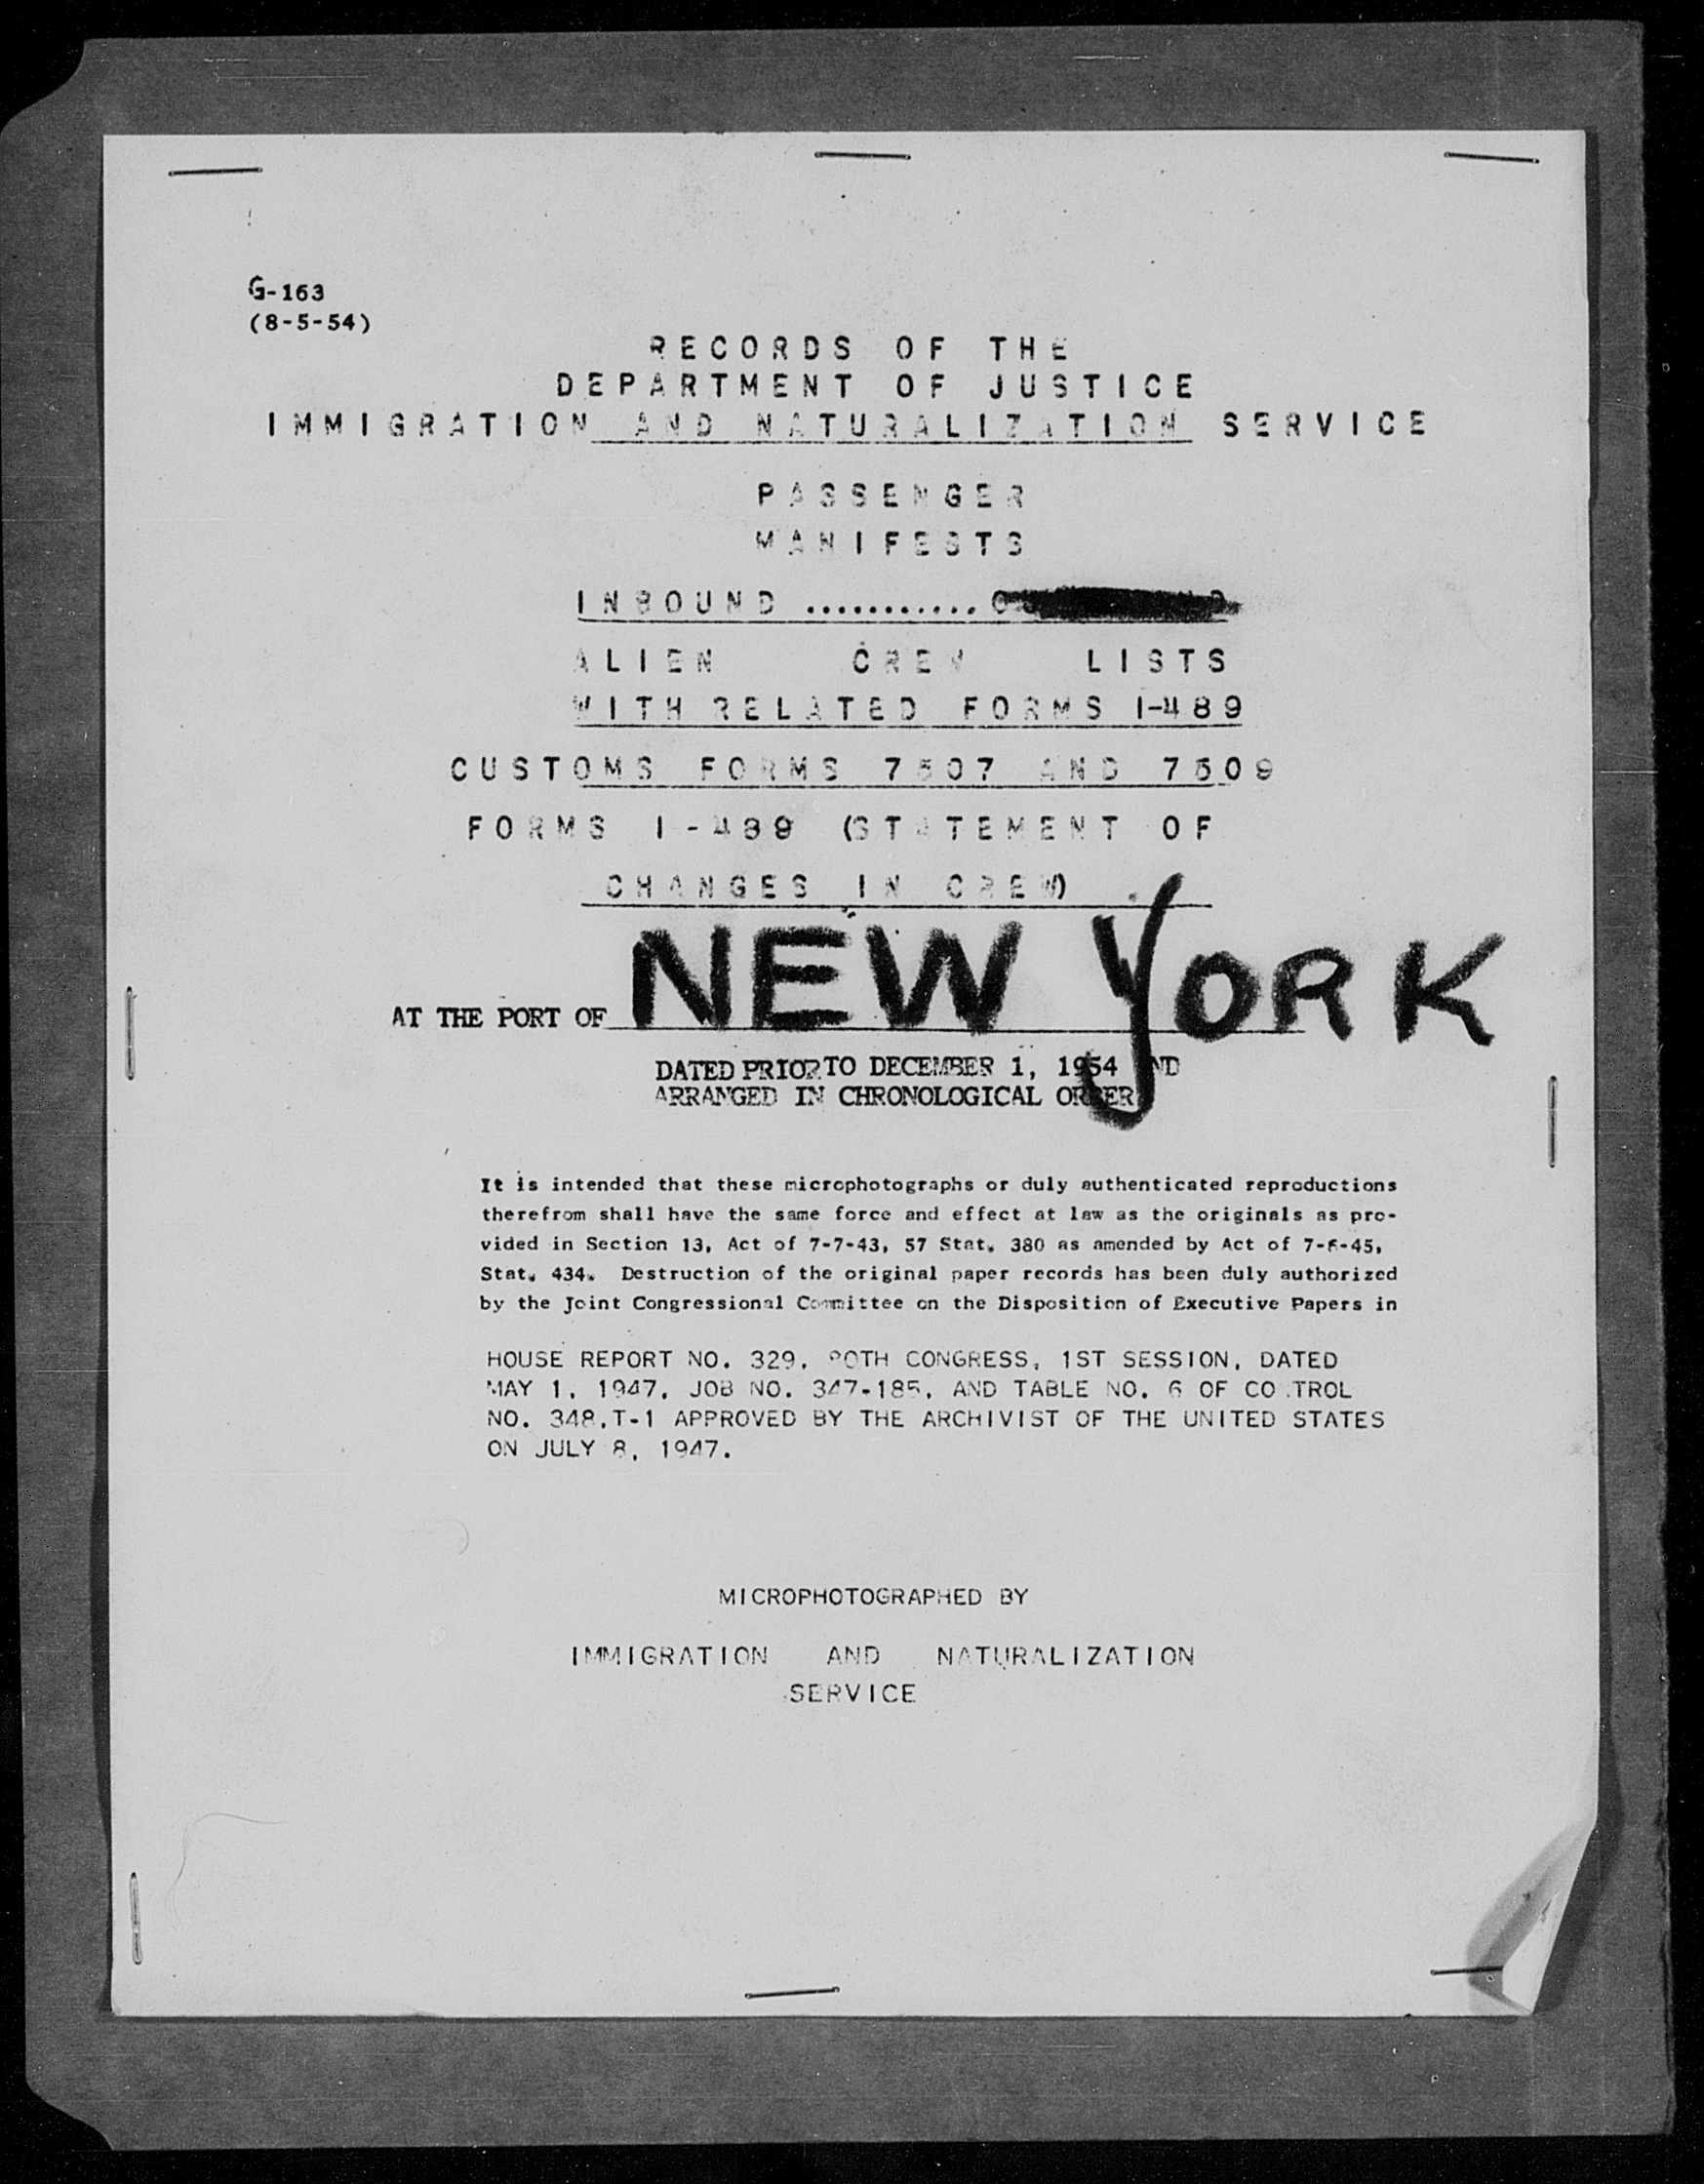 G-163
(8-5-54)
RECORDS OF THE
DEPARTMENT OF JUSTICE
IMMIGRATION AND NATURALIZATION SERVICE
PASSENGER
MANIFESTS
INBOUND ...........
ALIEN CREW LISTS
WITH RELATED FORMS I-489
CUSTOMS FORMS 7507 AND 7509
FORMS I-489 (STATEMENT OF
CHANGES IN CREW)
AT THE PORT OF NEW YORK
DATED PRIOR TO DECEMBER 1, 1954 AND
ARRANGED IN CHRONOLOGICAL ORDER
It is intended that these microphotographs or duly authenticated reproductions
therefrom shall have the same force and effect at law as the originals as pro-
vided in Section 13, Act of 7-7-43, 57 Stat. 380 as amended by Act of 7-6-45,
Stat. 434. Destruction of the original paper records has been duly authorized
by the Joint Congressional Committee on the Disposition of Executive Papers in
HOUSE REPORT NO. 329, 80TH CONGRESS, 1ST SESSION, DATED
MAY 1, 1947, JOB NO. 347-185, AND TABLE NO. 6 OF CONTROL
NO. 348,T-1 APPROVED BY THE ARCHIVIST OF THE UNITED STATES
ON JULY 8, 1947.
MICROPHOTOGRAPHED BY
IMMIGRATION AND NATURALIZATION
SERVICE